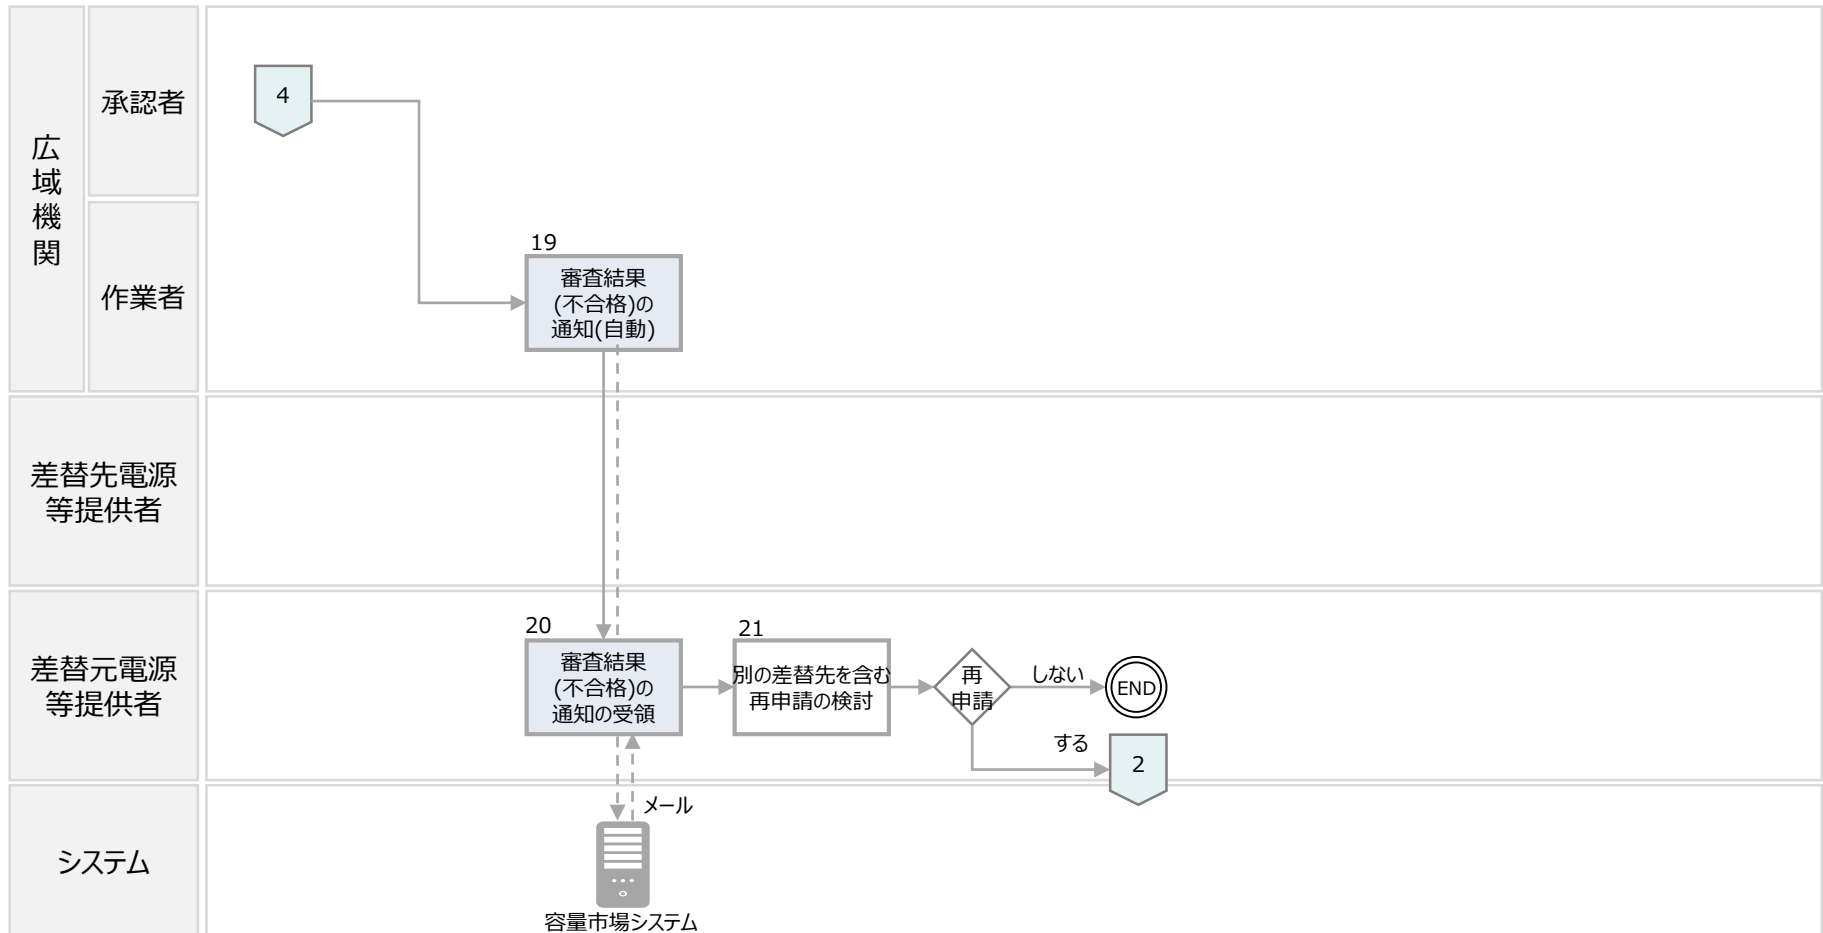 広
域
機
関
承認者
4
作業者
19
審査結果
(不合格)の
通知(自動)
差替先電源
等提供者
差替元電源
等提供者
20
審査結果
(不合格)の
通知の受領
21
別の差替先を含む
再申請の検討
再
申請
しない
END
する
2
システム
メール
容量市場システム